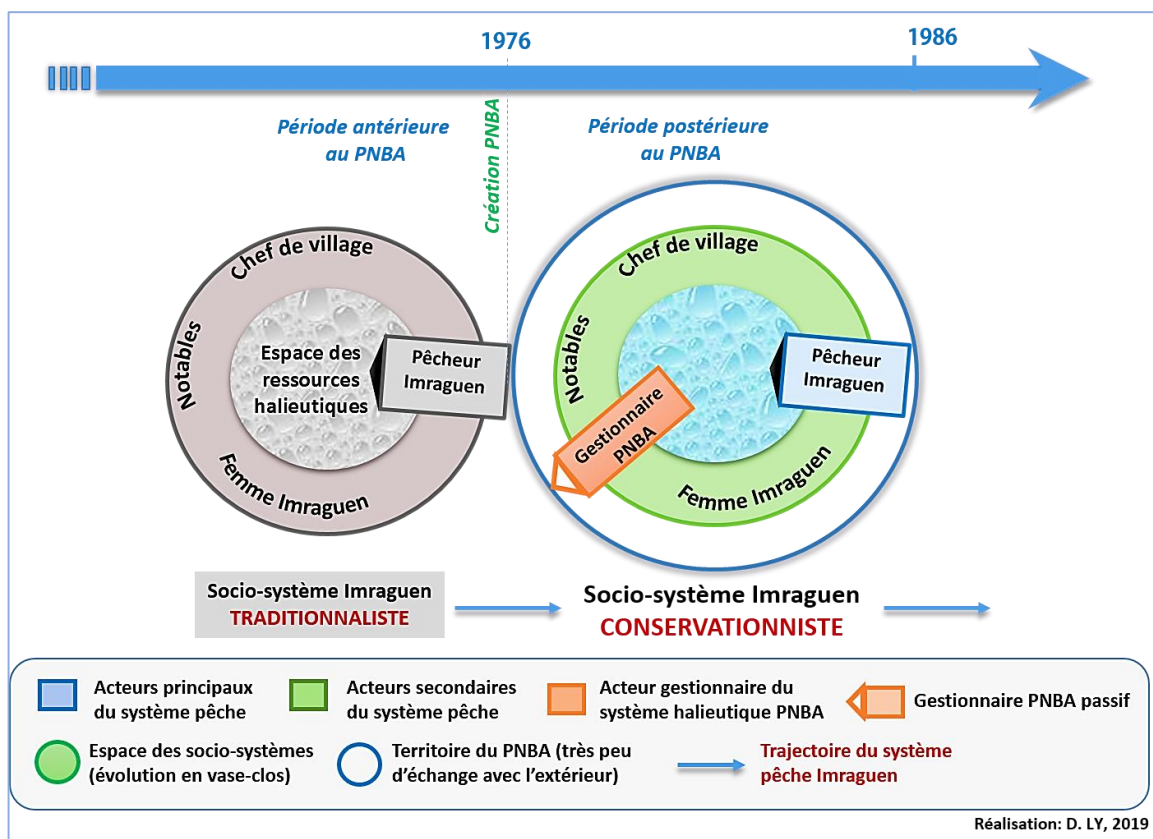 1976
1986
Période antérieure
au PNBA
Création PNBA
Période postérieure
au PNBA
Chef de village
Notables
Femme Imraguen
Espace des
ressources
halieutiques
Pêcheur
Imraguen
Chef de village
Notables
Femme Imraguen
Gestionnaire
PNBA
Pêcheur
Imraguen
Socio-système Imraguen
TRADITIONNALISTE
Socio-système Imraguen
CONSERVATIONNISTE
Acteurs principaux
du système pêche
Acteurs secondaires
du système pêche
Acteur gestionnaire du
système halieutique PNBA
Gestionnaire PNBA passif
Espace des socio-systèmes
(évolution en vase-clos)
Territoire du PNBA (très peu
d'échange avec l'extérieur)
Trajectoire du système
pêche Imraguen
Réalisation: D. LY, 2019